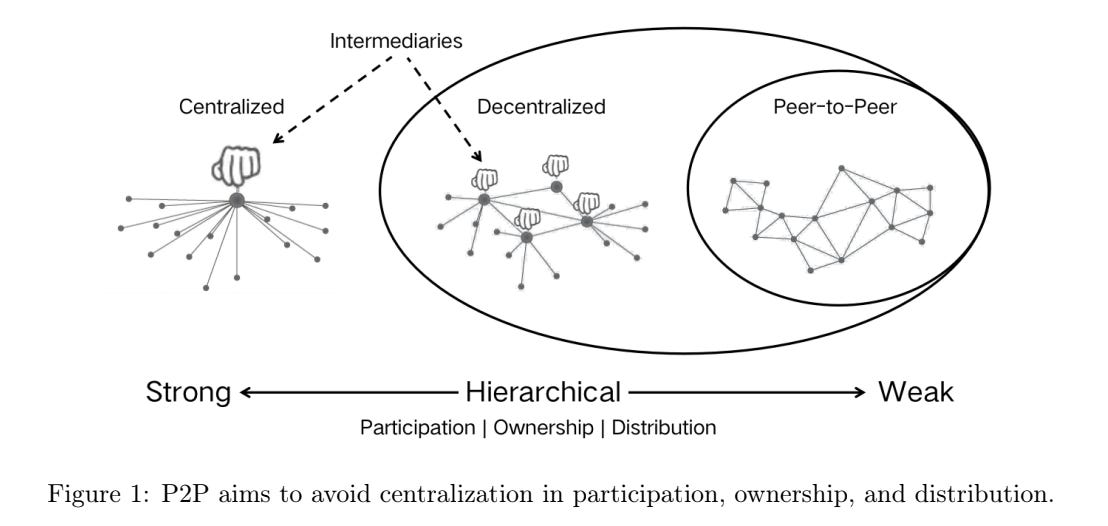 Intermediaries
Centralized
Decentralized
Peer-to-Peer
Strong
Hierarchical
Weak
Participation | Ownership | Distribution
Figure 1: P2P aims to avoid centralization in participation, ownership, and distribution.